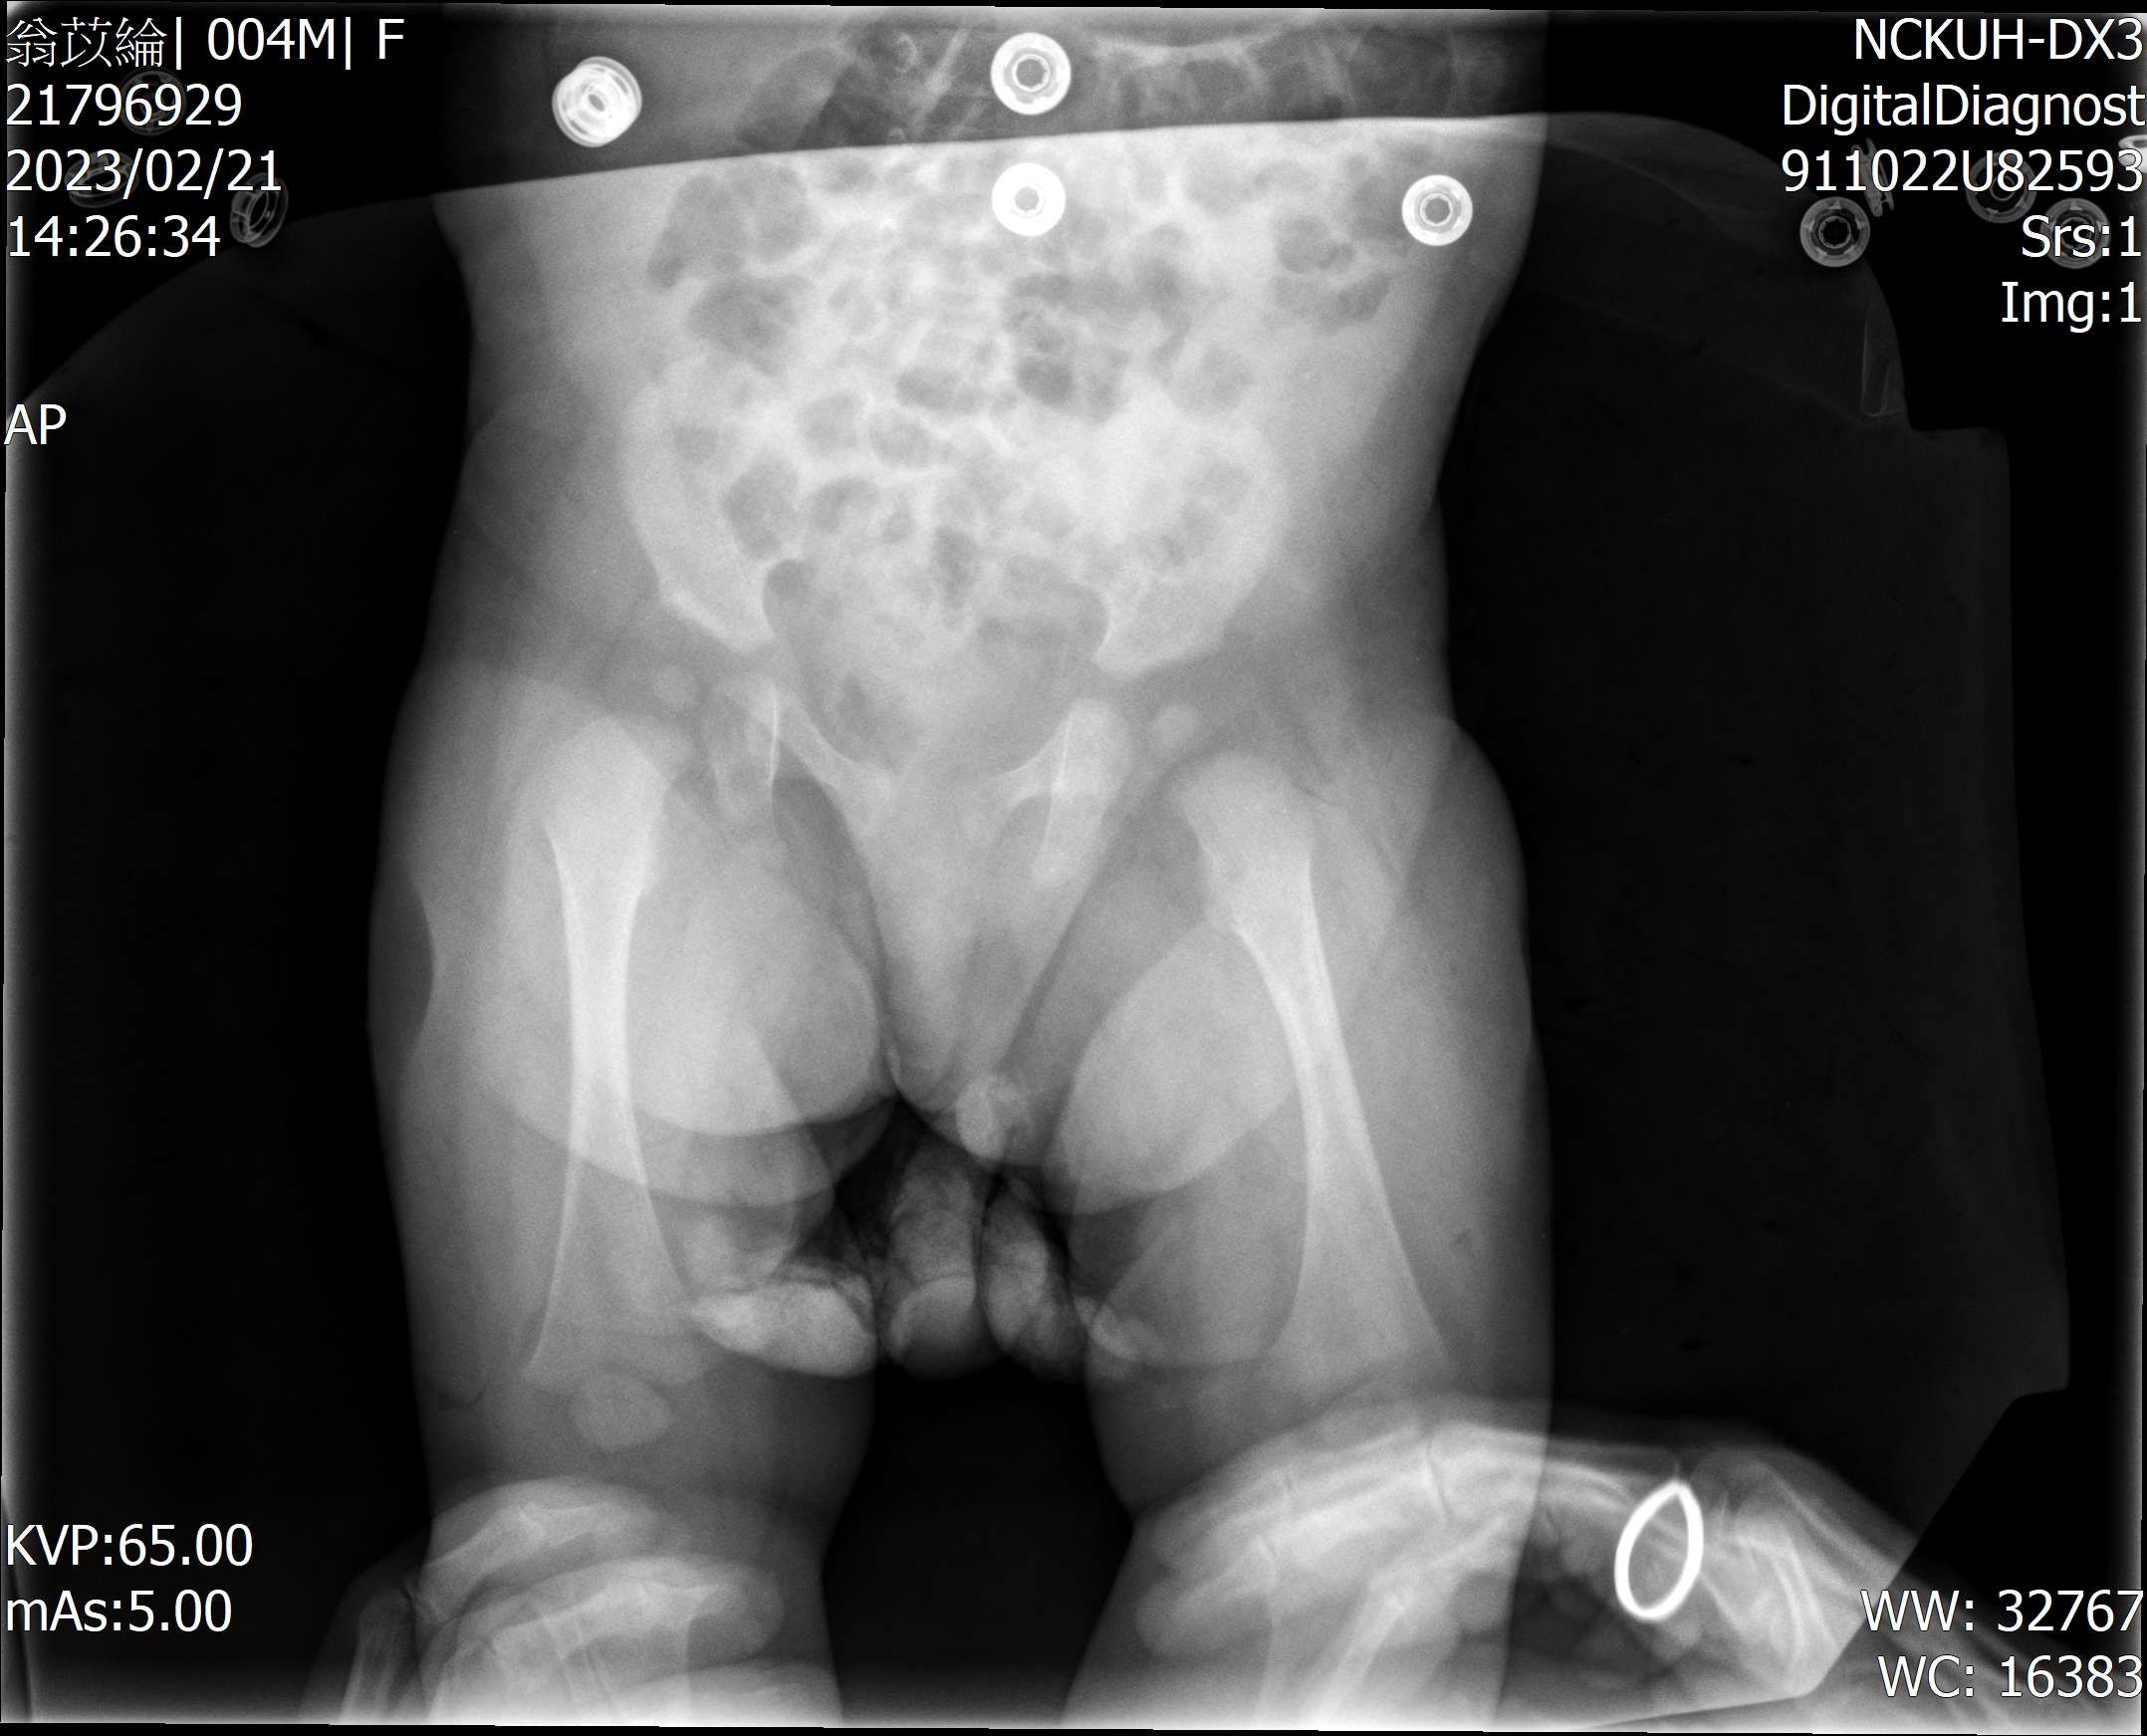 翁苡綸| 004M| F
21796929
2023/02/21
14:26:34
AP
NCKUH-DX3
DigitalDiagnost
911022U82593
Srs:1
Img:1
KVP:65.00
mAs:5.00
WW: 32767
WC: 16383